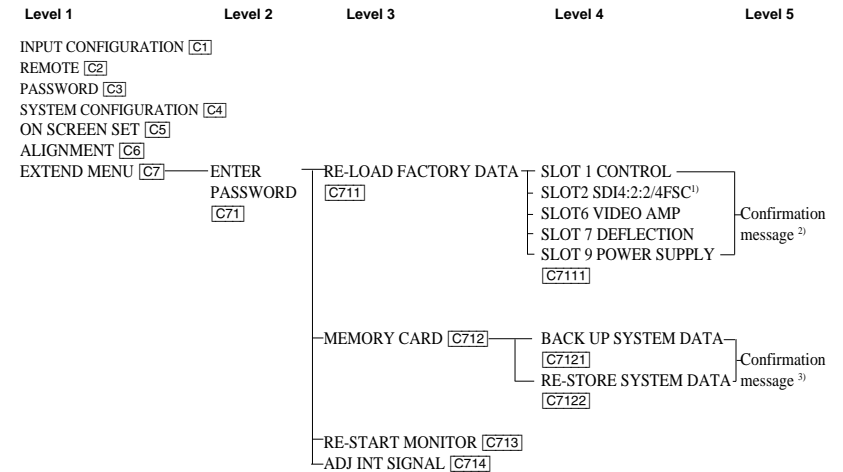 Level 1 Level 2 Level 3 Level 4 Level 5
INPUT CONFIGURATION C1
REMOTE C2
PASSWORD C3
SYSTEM CONFIGURATION C4
ON SCREEN SET C5
ALIGNMENT C6
EXTEND MENU C7 ENTER RE-LOAD FACTORY DATA SLOT 1 CONTROL
PASSWORD C711 SLOT2 SDI4:2:2/4FSC1)
C71 SLOT6 VIDEO AMP Confirmation
SLOT 7 DEFLECTION message 2)
SLOT 9 POWER SUPPLY
C7111
MEMORY CARD C712 BACK UP SYSTEM DATA
C7121 Confirmation
RE-STORE SYSTEM DATA message 3)
C7122
RE-START MONITOR C713
ADJ INT SIGNAL C714